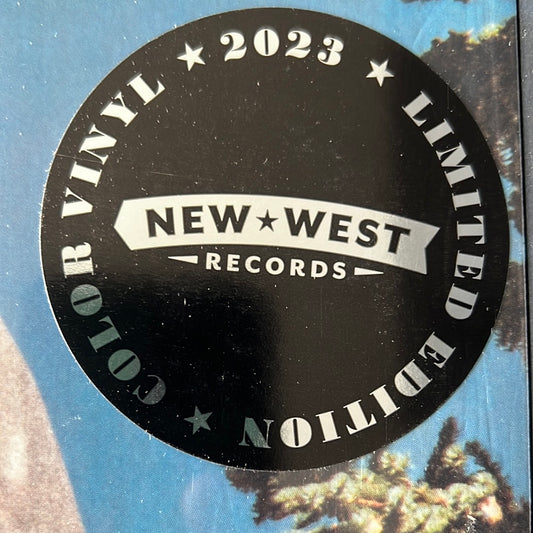 ★ 2023 ★ LIMITED EDITION ★ COLOR VINYL
NEW★WEST
RECORDS